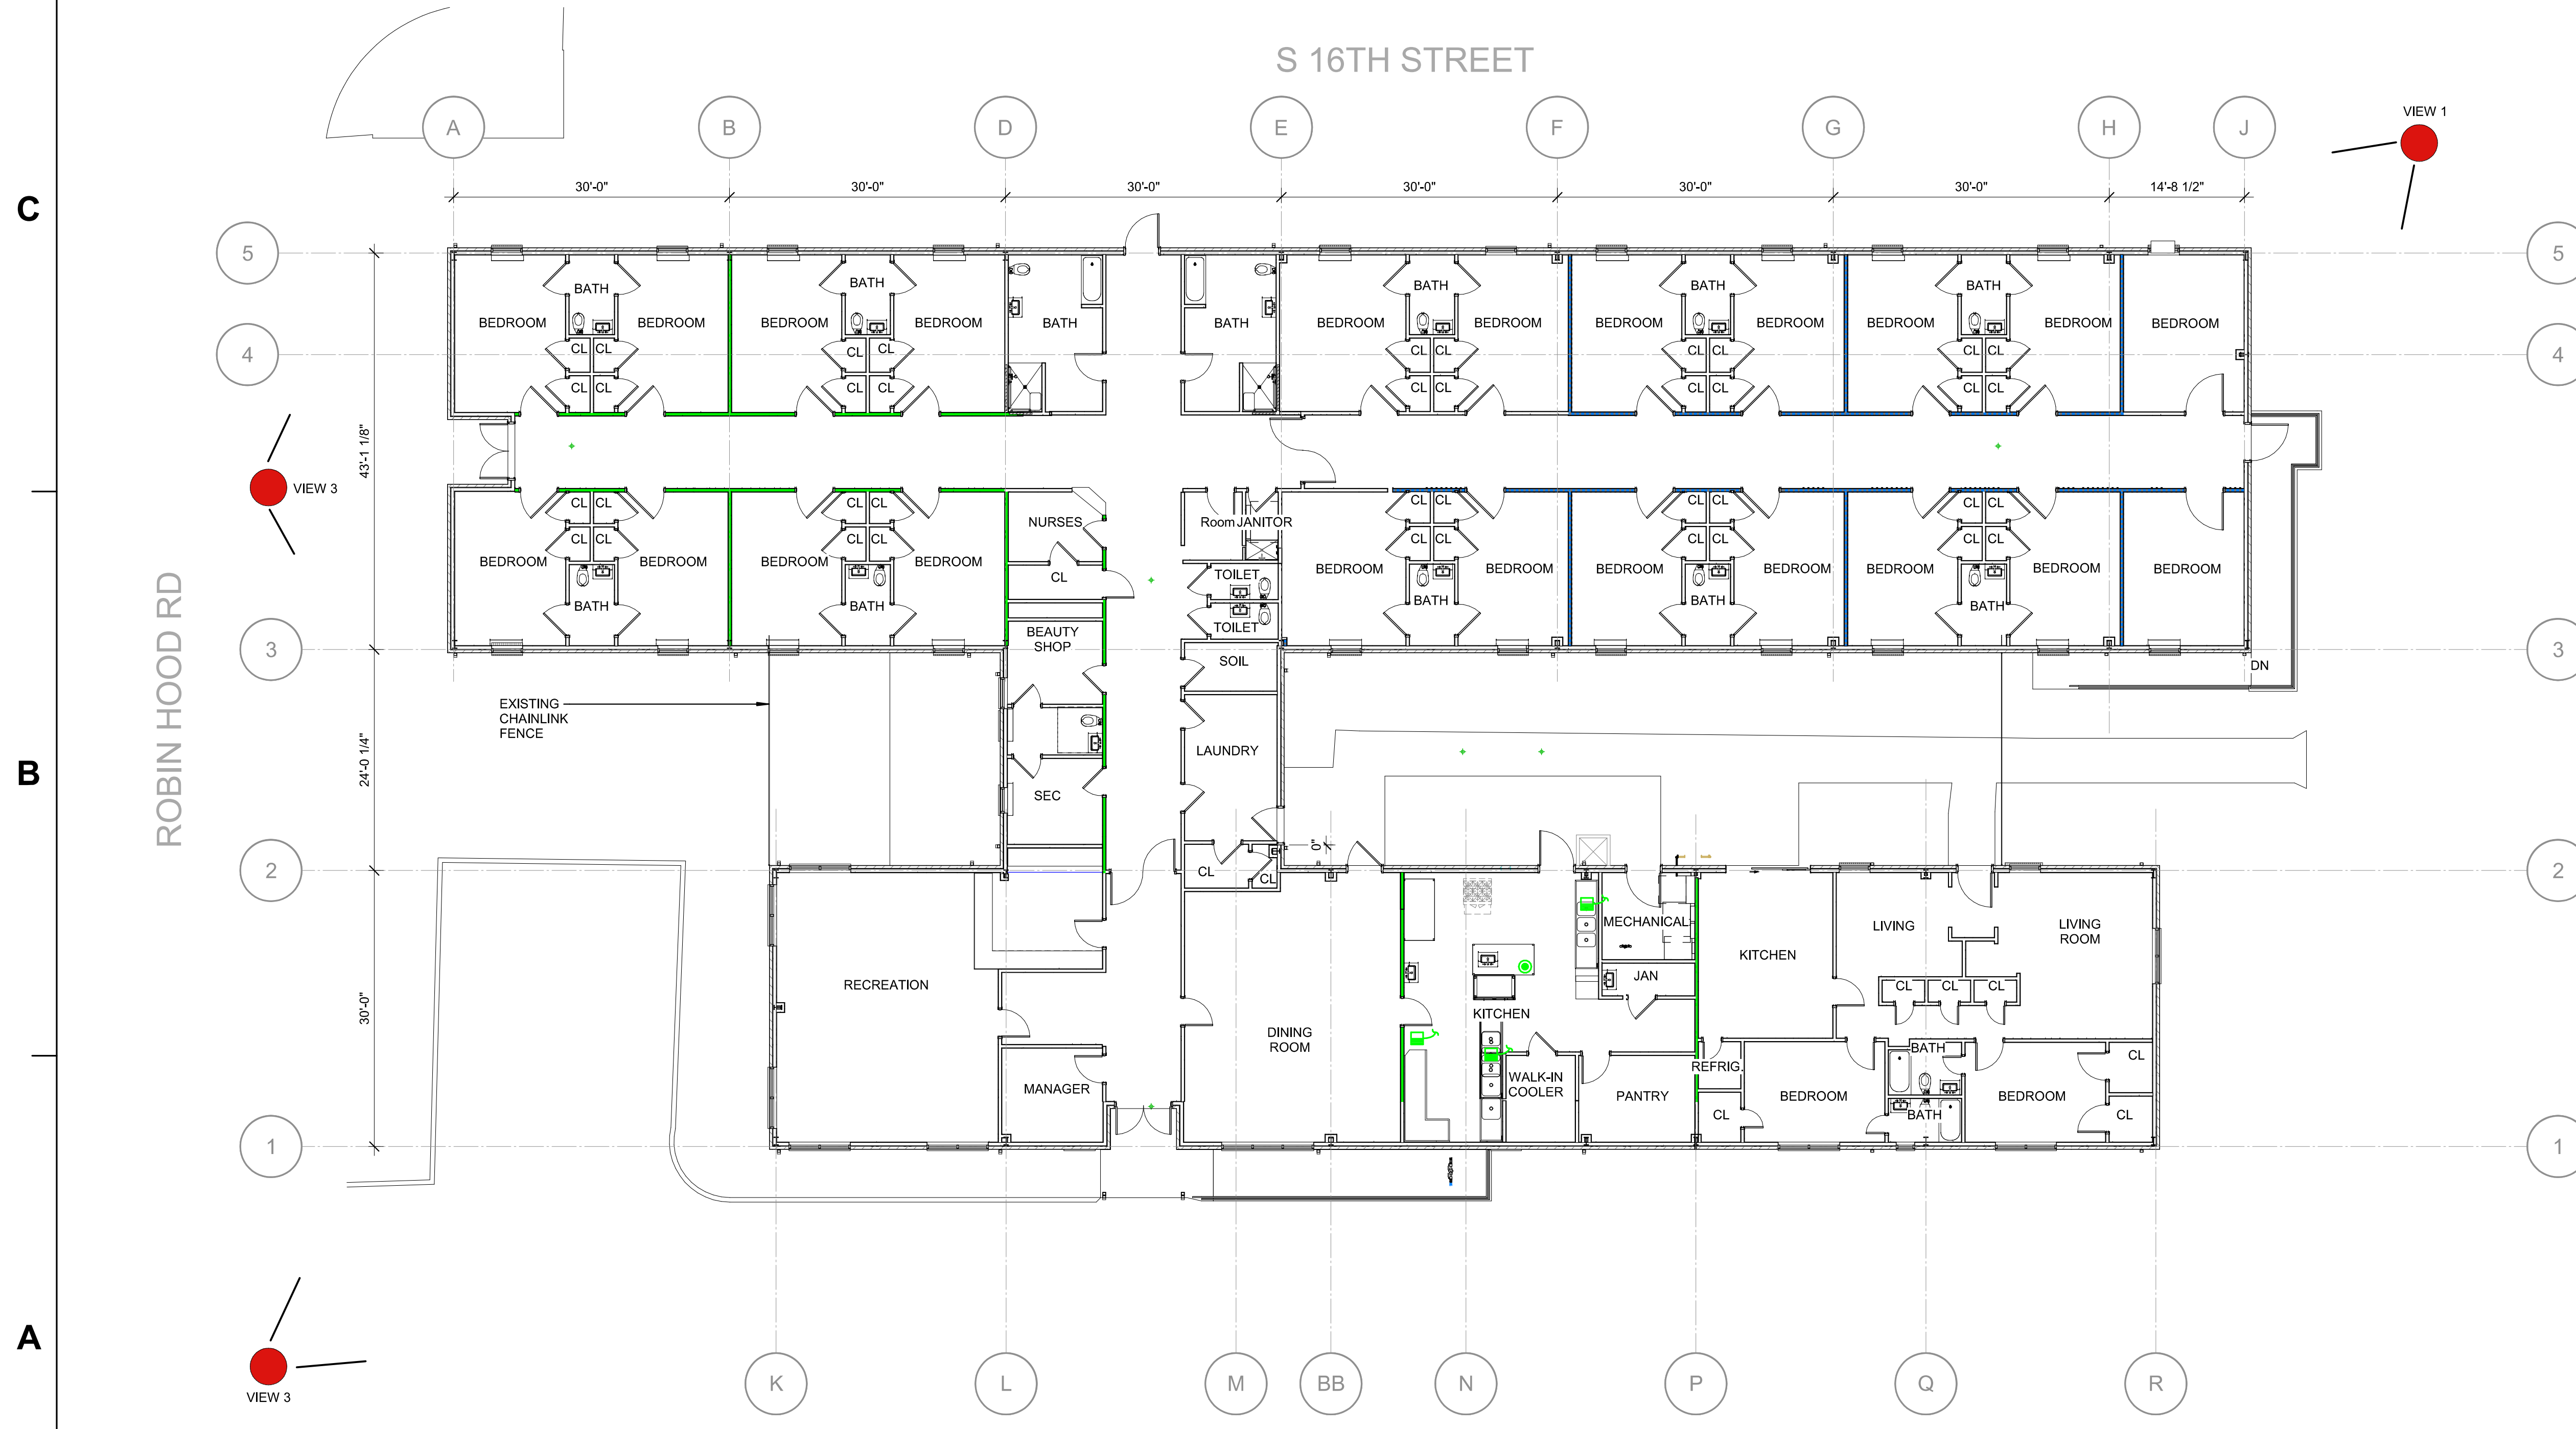 S 16TH STREET
VIEW 1
A
B
D
E
F
G
H
J
30'-0"
30'-0"
30'-0"
30'-0"
30'-0"
30'-0"
14'-8 1/2"
C
5
5
BATH
BATH
BATH
BATH
BATH
BEDROOM
BEDROOM
BEDROOM
BEDROOM
BATH
BATH
BEDROOM
BEDROOM
BEDROOM
BEDROOM
BEDROOM
BEDROOM
BEDROOM
4
CL
CL
CL
CL
CL
CL
CL
CL
CL
CL
4
CL
CL
CL
CL
CL
CL
CL
CL
CL
CL
43'-1 1/8"
VIEW 3
CL
CL
CL
CL
CL
CL
CL
CL
CL
CL
NURSES
Room
JANITOR
CL
CL
CL
CL
CL
CL
CL
CL
CL
CL
BEDROOM
BEDROOM
BEDROOM
BEDROOM
BEDROOM
BEDROOM
BEDROOM
BEDROOM
BEDROOM
BEDROOM
BEDROOM
CL
TOILET
BATH
BATH
BATH
BATH
BATH
TOILET
BEAUTY
SHOP
ROBIN HOOD RD
3
SOIL
DN
3
EXISTING
CHAINLINK
FENCE
24'-0 1/4"
LAUNDRY
B
SEC
0"
2
CL
CL
2
MECHANICAL
LIVING
LIVING
ROOM
KITCHEN
RECREATION
JAN
CL
CL
CL
30'-0"
KITCHEN
DINING
ROOM
BATH
CL
REFRIG.
MANAGER
WALK-IN
COOLER
PANTRY
BEDROOM
BEDROOM
CL
BATH
CL
1
1
A
VIEW 3
K
L
M
BB
N
P
Q
R